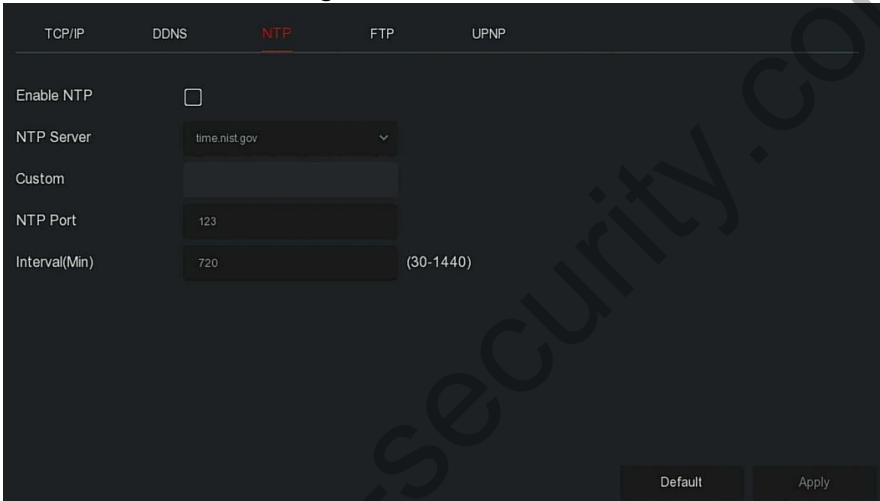 TCP/IP DDNS NTP FTP UPNP
Enable NTP
NTP Server time.nist.gov
Custom
NTP Port 123
Interval(Min) 720 (30-1440)
Default Apply